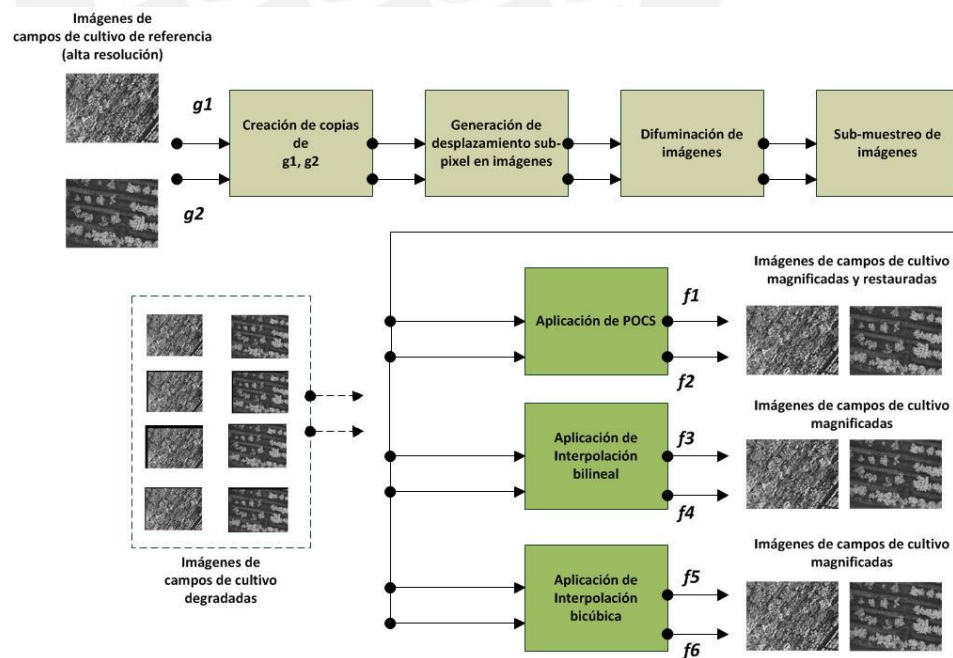 Imágenes de
campos de cultivo de referencia
(alta resolución)
g1
g2
Creación de copias
de
g1, g2
Generación de
desplazamiento sub-
pixel en imágenes
Difuminación de
imágenes
Sub-muestreo de
imágenes
Imágenes de campos de cultivo
magnificadas y restauradas
Aplicación de POCS
f1
f2
Imágenes de campos de cultivo
magnificadas
Aplicación de
Interpolación
bilineal
f3
f4
Imágenes de campos de cultivo
magnificadas
Aplicación de
Interpolación
bicúbica
f5
f6
Imágenes de
campos de cultivo
degradadas